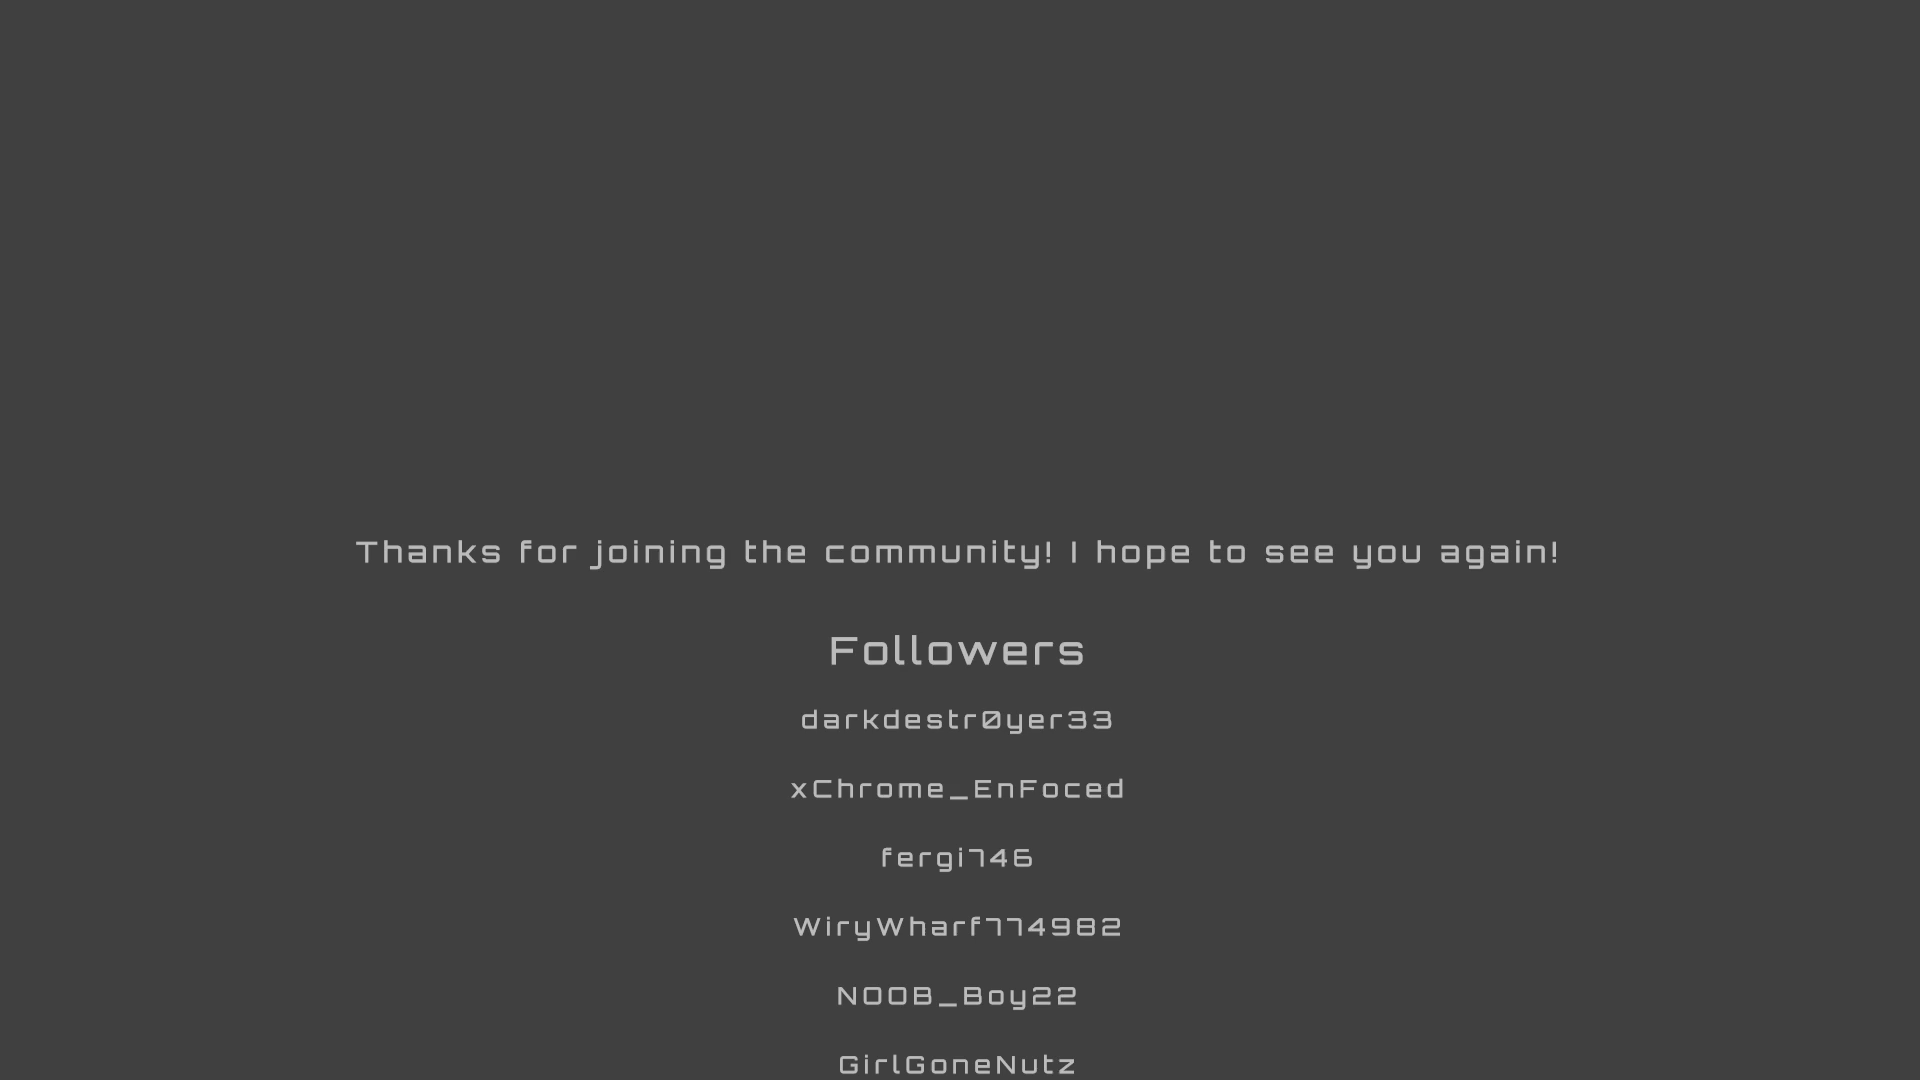 Thanks for joining the community! I hope to see you again!
Followers
darkdestr0yer33
xChrome_EnFoced
fergi746
WiryWharf774982
NOOB_Boy22
GirlGoneNutz